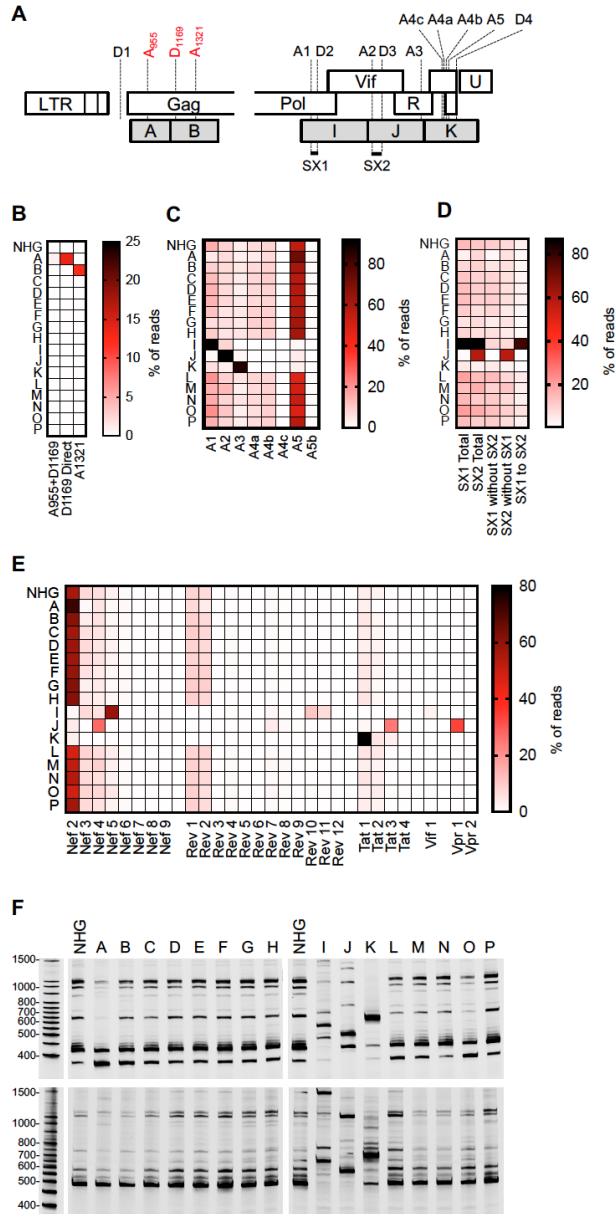 A
D1 A955 D1169 A1321 A1 D2 A2 D3 A3 A4c A4a A4b A5 D4
Vif U
LTR Gag Pol R
A B I J K
SX1 SX2
B
NHG
A
B
C
D
E
F
G
H
I
J
K
L
M
N
O
P
A955+D1169
D1169 Direct
A1321
25
20
15
10
5
0
% of reads
C
NHG
A
B
C
D
E
F
G
H
I
J
K
L
M
N
O
P
A1 A2 A3 A4a A4b A4c A5 A5b
80
60
40
20
0
% of reads
D
NHG
A
B
C
D
E
F
G
H
I
J
K
L
M
N
O
P
SX1 Total
SX2 Total
SX1 without SX2
SX2 without SX1
SX1 to SX2
80
60
40
20
% of reads
E
NHG
A
B
C
D
E
F
G
H
I
J
K
L
M
N
O
P
Nef 2
Nef 3
Nef 4
Nef 5
Nef 6
Nef 7
Nef 8
Nef 9
Rev 1
Rev 2
Rev 3
Rev 4
Rev 5
Rev 6
Rev 7
Rev 8
Rev 9
Rev 10
Rev 11
Rev 12
Tat 1
Tat 2
Tat 3
Tat 4
Vif 1
Vpr 1
Vpr 2
80
60
40
20
0
% of reads
F
NHG A B C D E F G H NHG I J K L M N O P
1500
1000
800
700
600
500
400
1500
1000
800
700
600
500
400